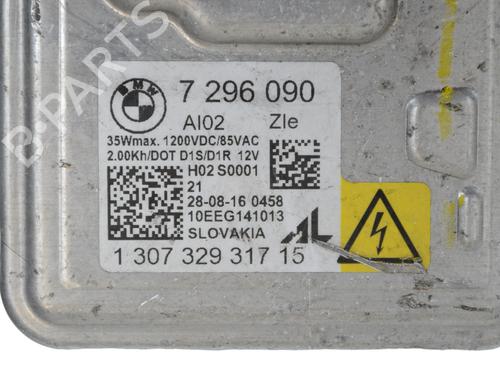 BMW
7 296 090
AI02 Zle
35Wmax. 1200VDC/85VAC
2.00Kh/DOT D1S/D1R 12V
H02 S0001
21
28-08-16 0458
10EEG141013
SLOVAKIA
AL
1 307 329 317 15
B-PARTS